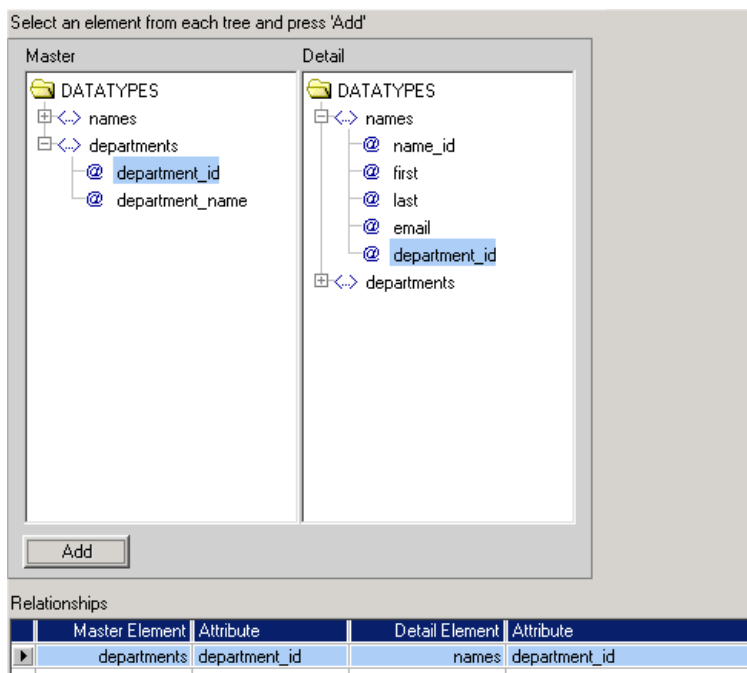 Select an element from each tree and press 'Add'
Master Detail
DATATYPES
names
departments
@ department_id
@ department_name
DATATYPES
names
@ name_id
@ first
@ last
@ email
@ department_id
departments
Add
Relationships
Master Element Attribute Detail Element Attribute
departments department_id names department_id